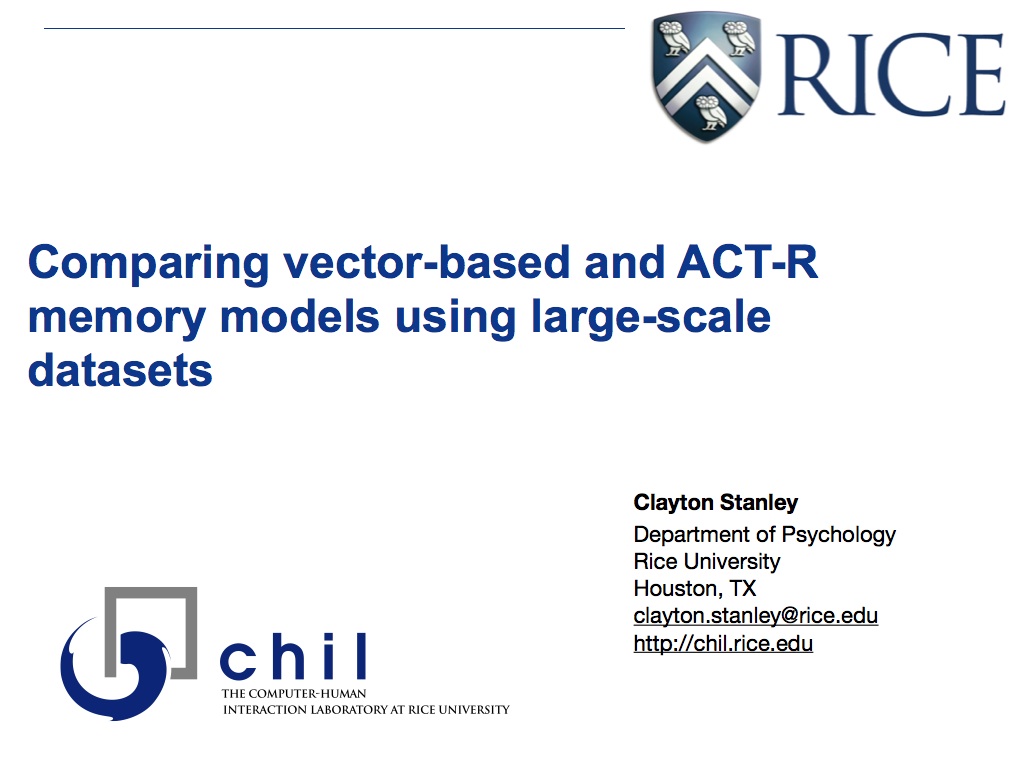 RICE
Comparing vector-based and ACT-R
memory models using large-scale
datasets
Clayton Stanley
Department of Psychology
Rice University
Houston, TX
clayton.stanley@rice.edu
http://chil.rice.edu
chil
THE COMPUTER-HUMAN
INTERACTION LABORATORY AT RICE UNIVERSITY